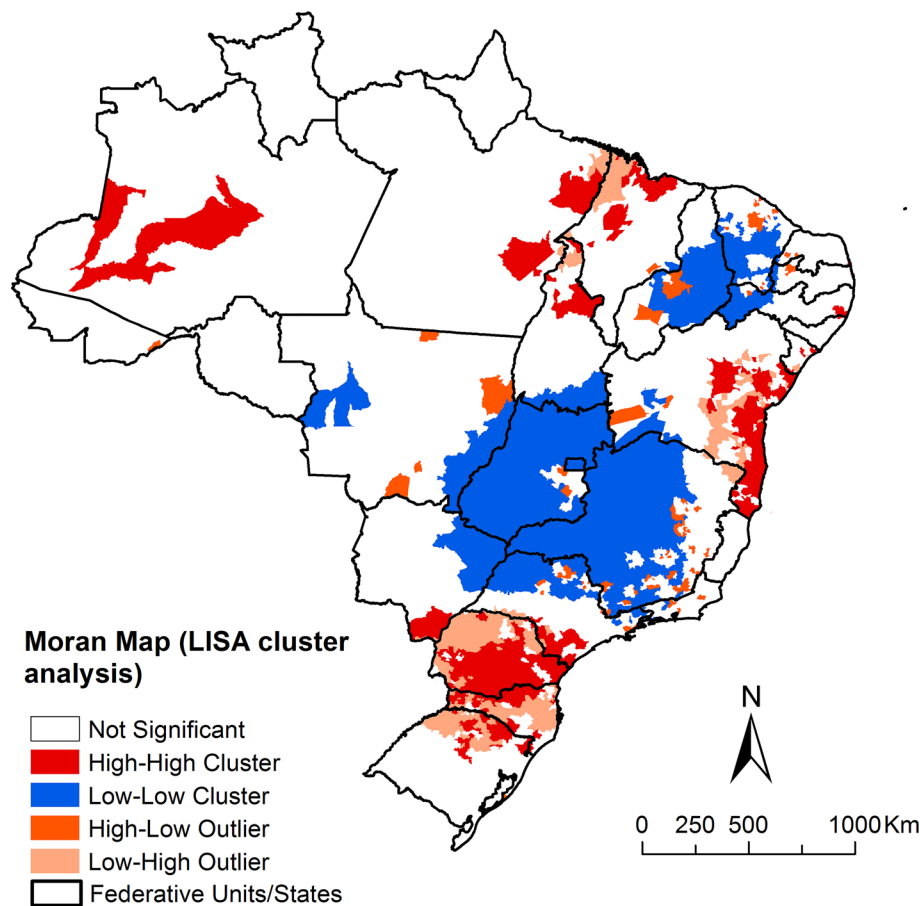 Moran Map (LISA cluster
analysis)
Not Significant
High-High Cluster
Low-Low Cluster
High-Low Outlier
Low-High Outlier
Federative Units/States
N
0 250 500 1000 Km